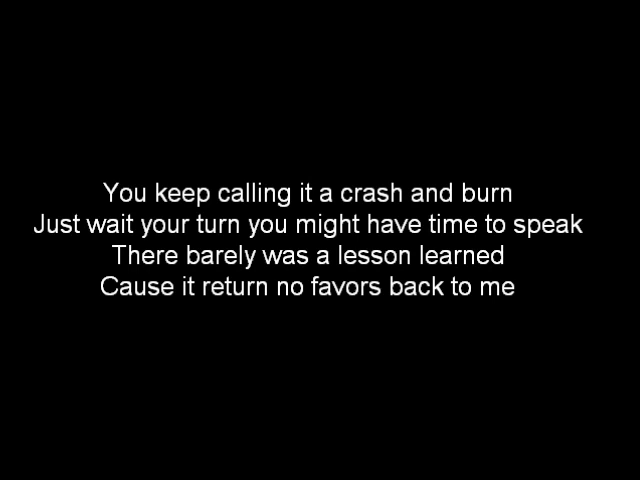 You keep calling it a crash and burn
Just wait your turn you might have time to speak
There barely was a lesson learned
Cause it return no favors back to me